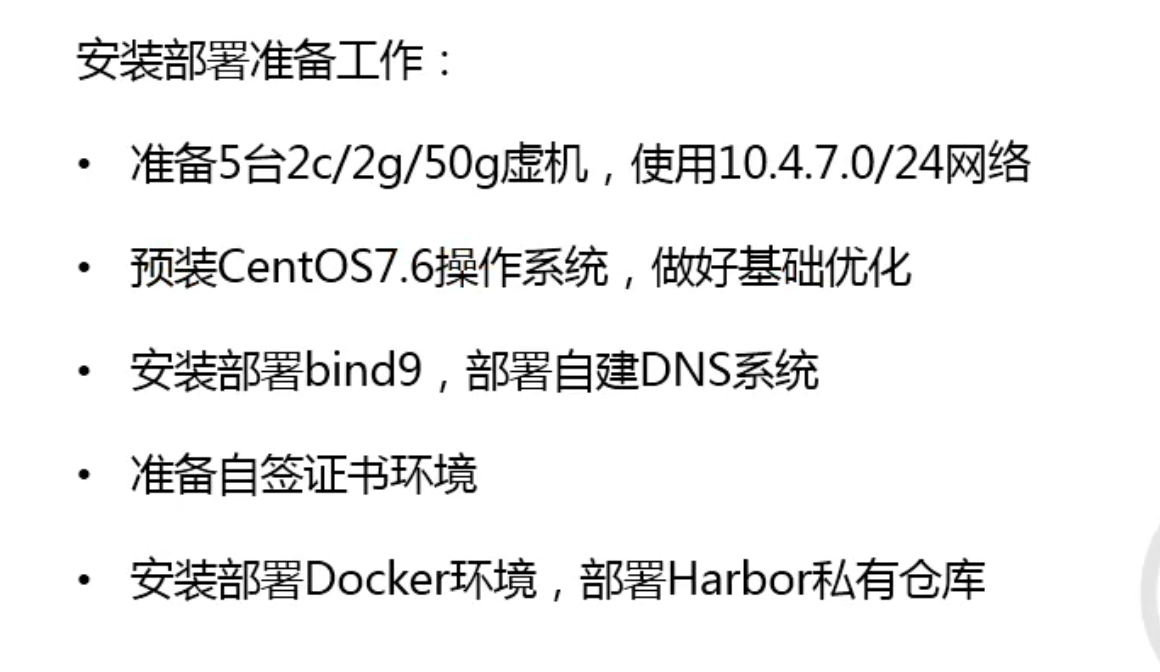 安装部署准备工作：
• 准备5台2c/2g/50g虚机，使用10.4.7.0/24网络
• 预装CentOS7.6操作系统，做好基础优化
• 安装部署bind9，部署自建DNS系统
• 准备自签证书环境
• 安装部署Docker环境，部署Harbor私有仓库